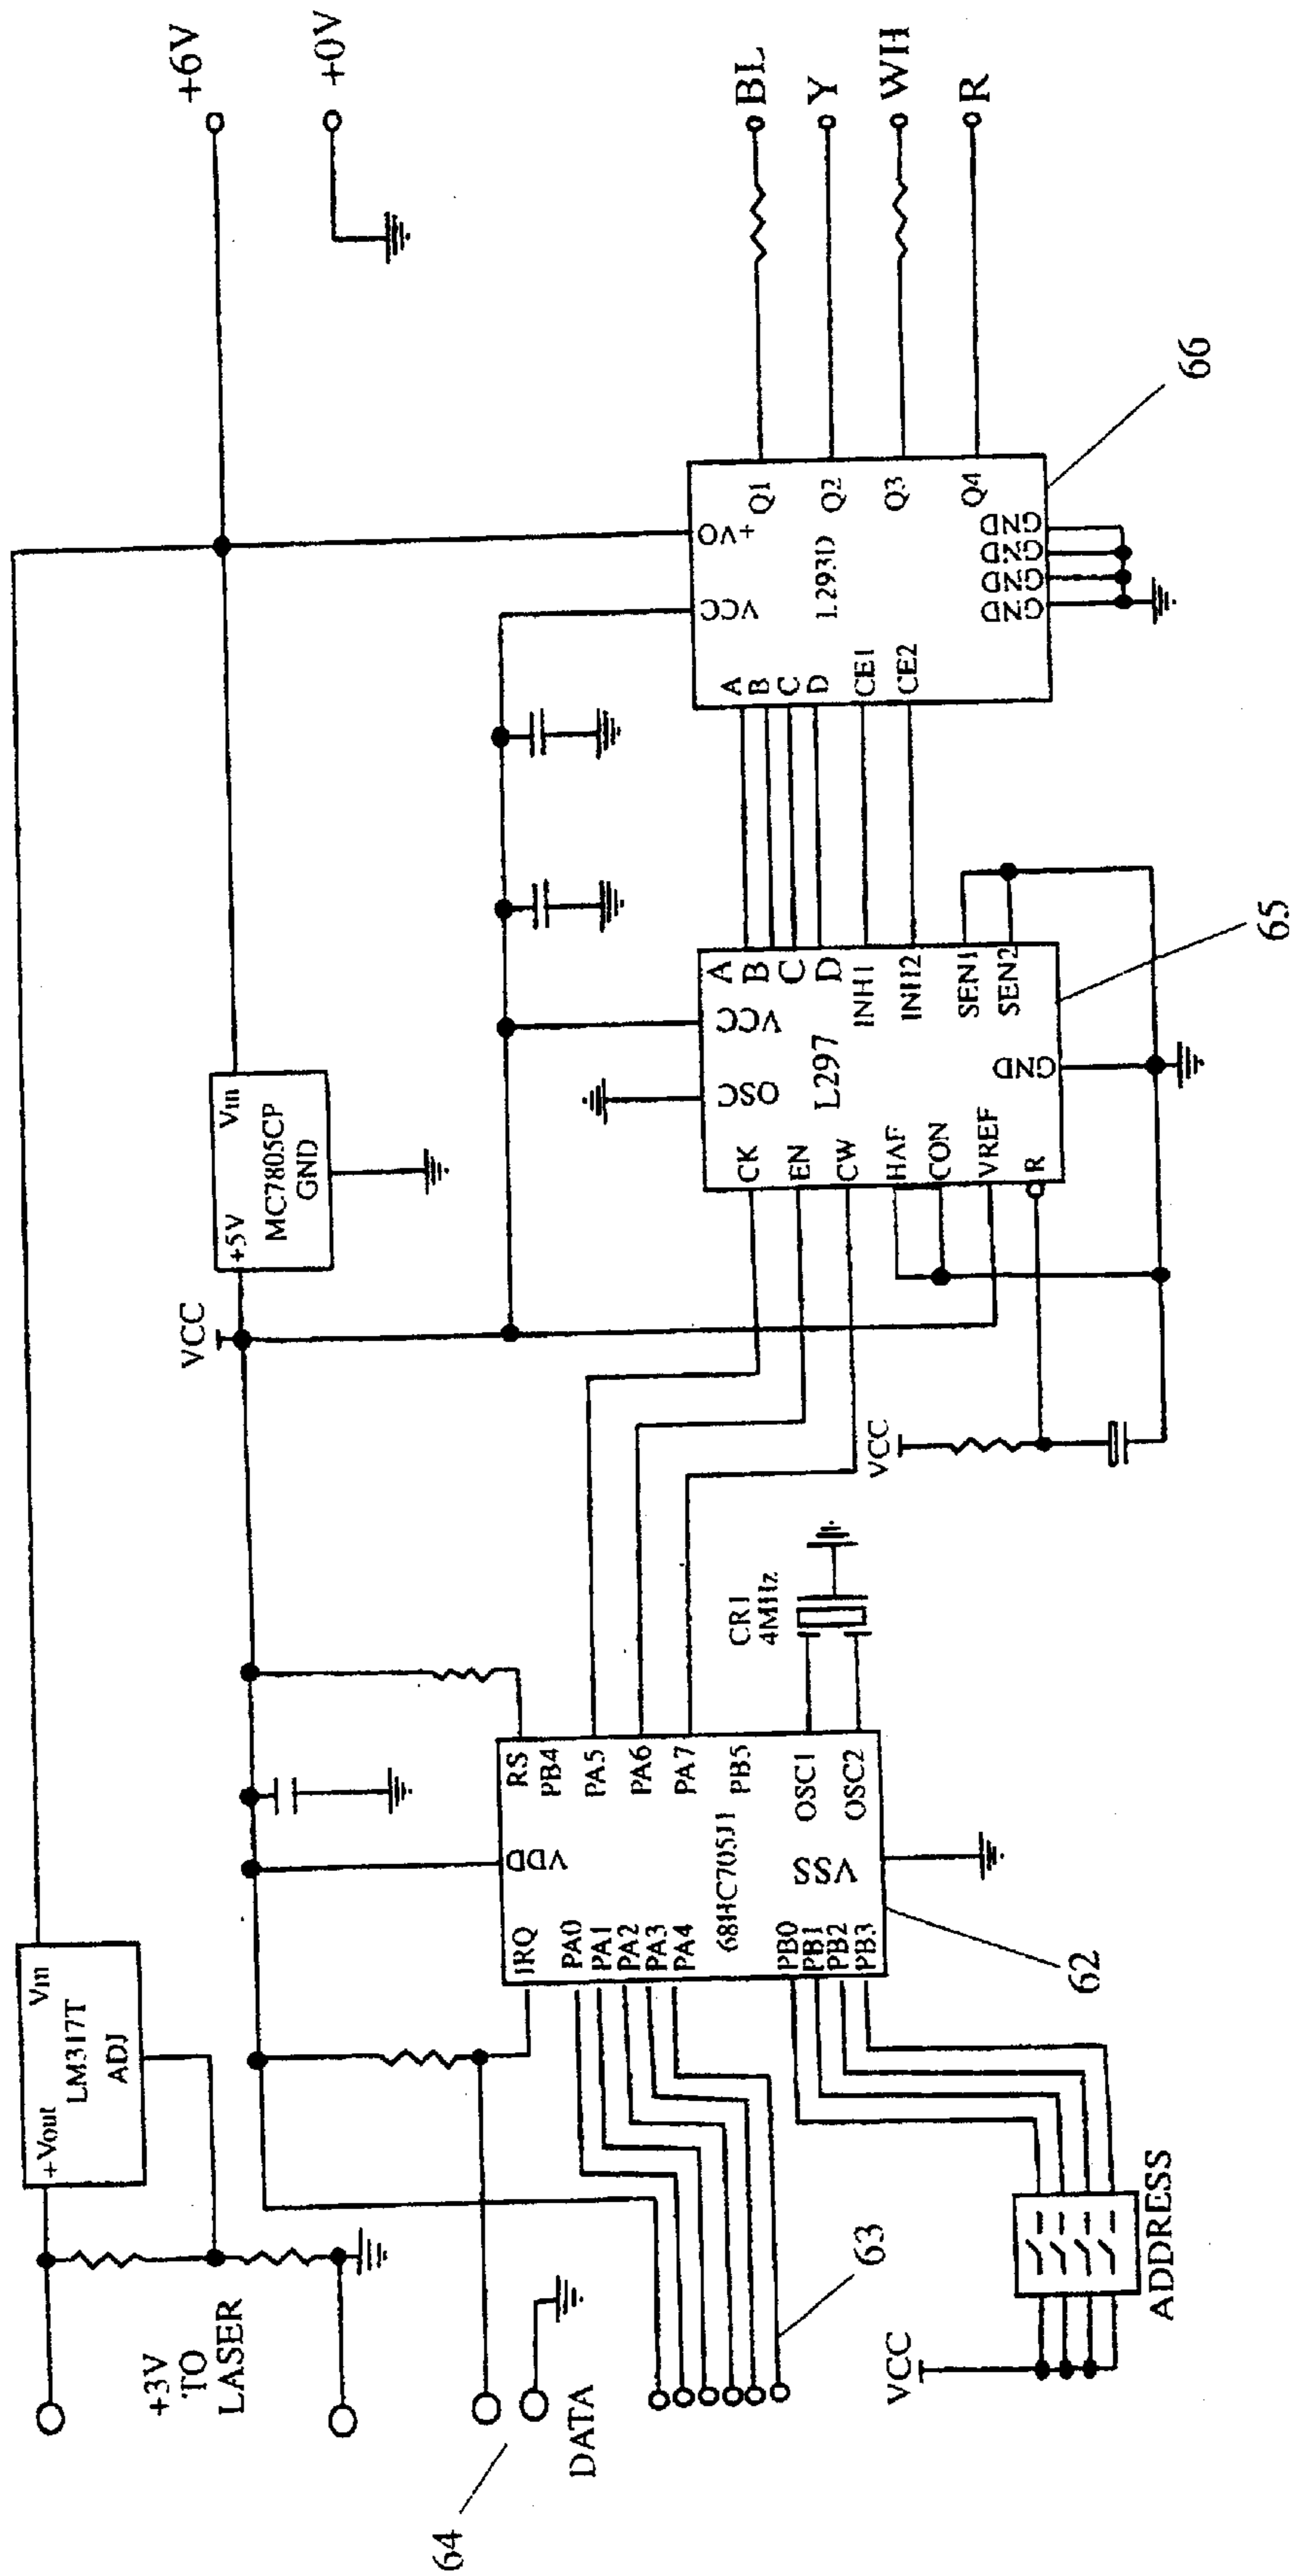 +6V
+0V
+Vout
Vin
LM317T
ADJ
+3V
TO
LASER
VCC
+5V
Vin
MC7805CP
GND
64
DATA
63
IRQ
VDD
RS
PB4
PA0
PA1
PA2
PA3
PA4
PA5
PA6
PA7
68HC705J1
PB5
PB0
PB1
PB2
PB3
VSS
OSC1
OSC2
62
CR1
4MHz
VCC
ADDRESS
VCC
CK
EN
CW
HAF
CON
VREF
R
OSC
VCC
L297
GND
A
B
C
D
INH1
INH2
SEN1
SEN2
65
A
B
C
D
CE1
CE2
VCC
+VO
L293D
Q1
Q2
Q3
Q4
GND
GND
GND
GND
66
BL
Y
WH
R